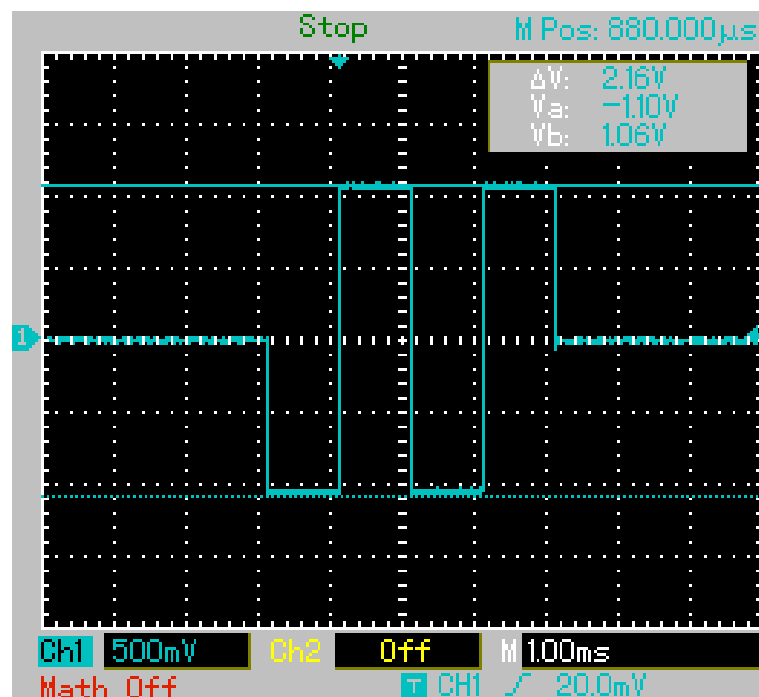 Stop M Pos: 880.000µs
ΔV: 2.16V
Va: -1.10V
Vb: 1.06V
1
Ch1 500mV Ch2 Off M 1.00ms
Math Off T CH1 20.0mV